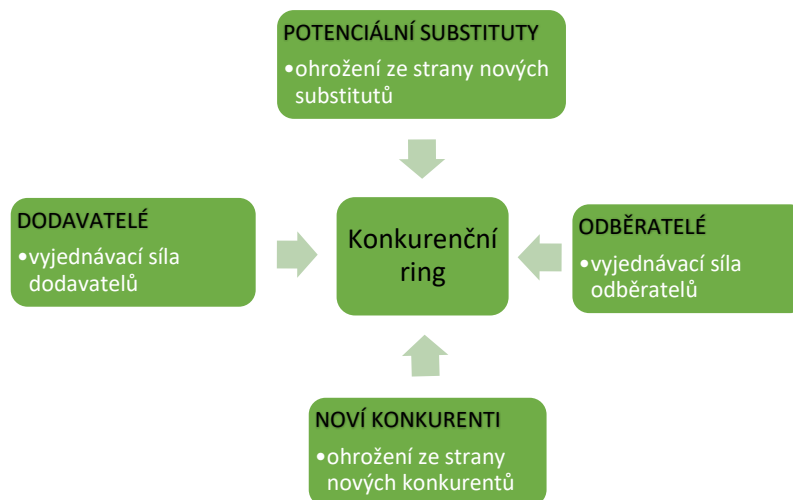 POTENCIÁLNÍ SUBSTITUTY
•ohrožení ze strany nových
substitutů
DODAVATELÉ
•vyjednávací síla
dodavatelů
Konkurenční
ring
ODBĚRATELÉ
•vyjednávací síla
odběratelů
NOVÍ KONKURENTI
•ohrožení ze strany
nových konkurentů